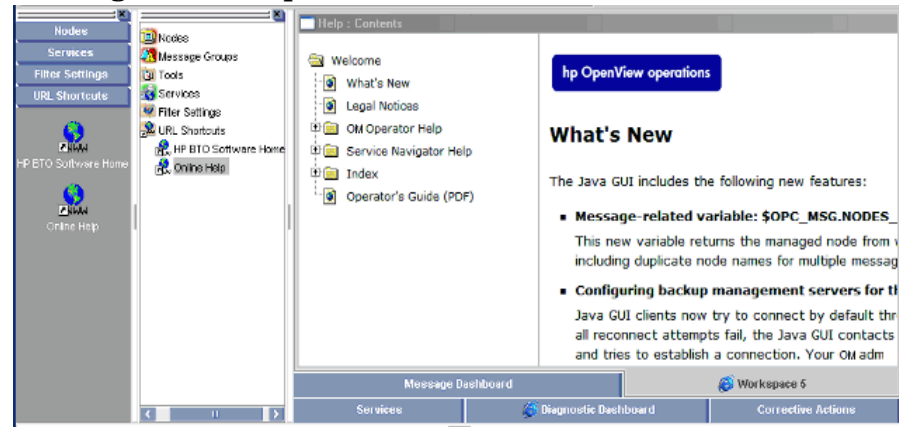 Nodes
Services
Filter Settings
URL Shortcuts
HP BTO Software Home
Online Help
Nodes
Message Groups
Tools
Services
Filter Settings
URL Shortcuts
HP BTO Software Home
Online Help
Help : Contents
Welcome
What's New
Legal Notices
OM Operator Help
Service Navigator Help
Index
Operator's Guide (PDF)
hp OpenView operations
What's New
The Java GUI includes the following new features:
Message-related variable: $OPC_MSG.NODES_
This new variable returns the managed node from
including duplicate node names for multiple messag
Configuring backup management servers for th
Java GUI clients now try to connect by default thr
all reconnect attempts fail, the Java GUI contacts
and tries to establish a connection. Your OM adm
Message Dashboard
Workspace 6
Services
Diagnostic Dashboard
Corrective Actions